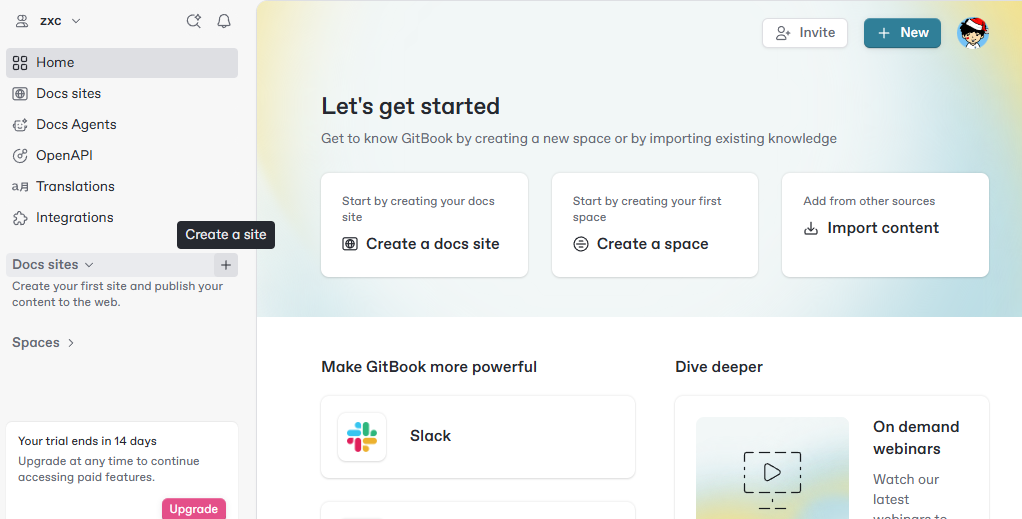 zxc
Home
Docs sites
Docs Agents
OpenAPI
Translations
Integrations
Create a site
Docs sites
Create your first site and publish your
content to the web.
Spaces
Your trial ends in 14 days
Upgrade at any time to continue
accessing paid features.
Upgrade
Invite
New
Let's get started
Get to know GitBook by creating a new space or by importing existing knowledge
Start by creating your docs
site
Create a docs site
Start by creating your first
space
Create a space
Add from other sources
Import content
Make GitBook more powerful
Slack
Dive deeper
On demand
webinars
Watch our
latest
webinars to